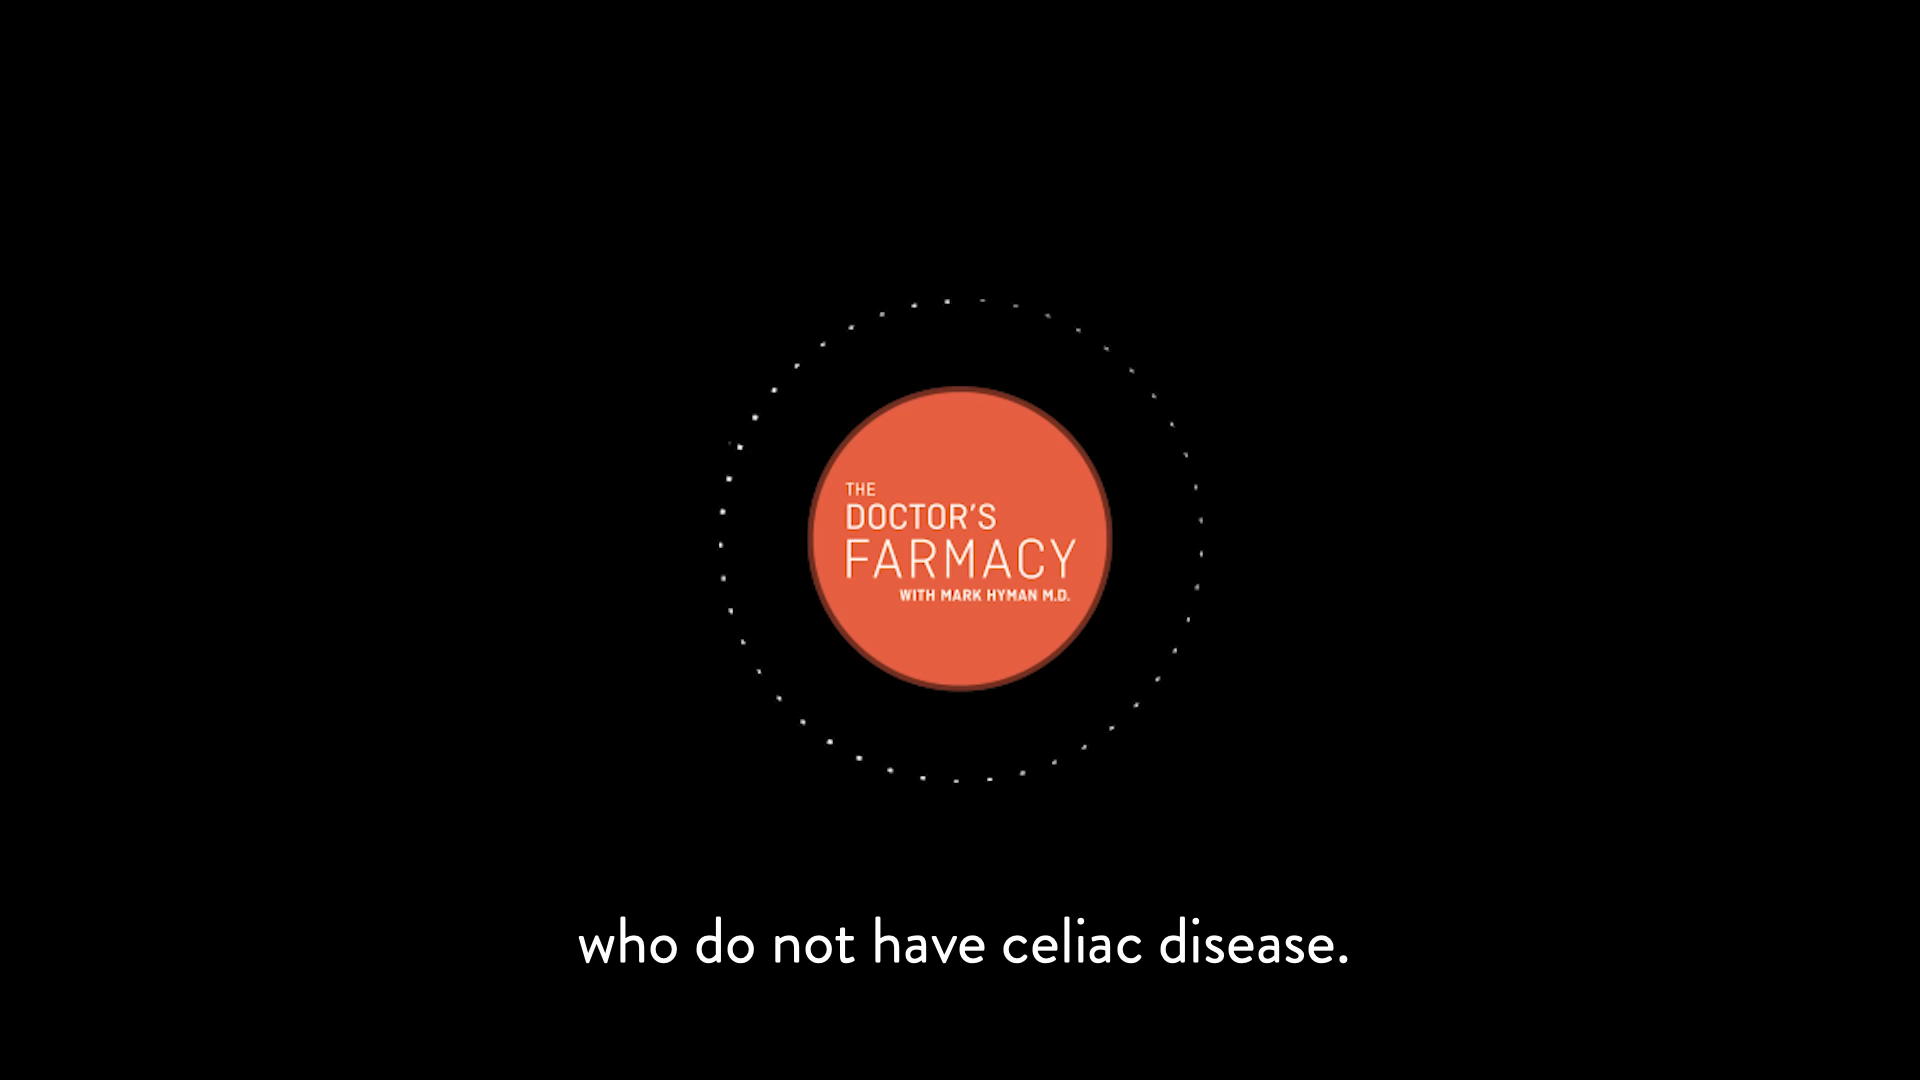 THE
DOCTOR'S
FARMACY
WITH MARK HYMAN M.D.
who do not have celiac disease.